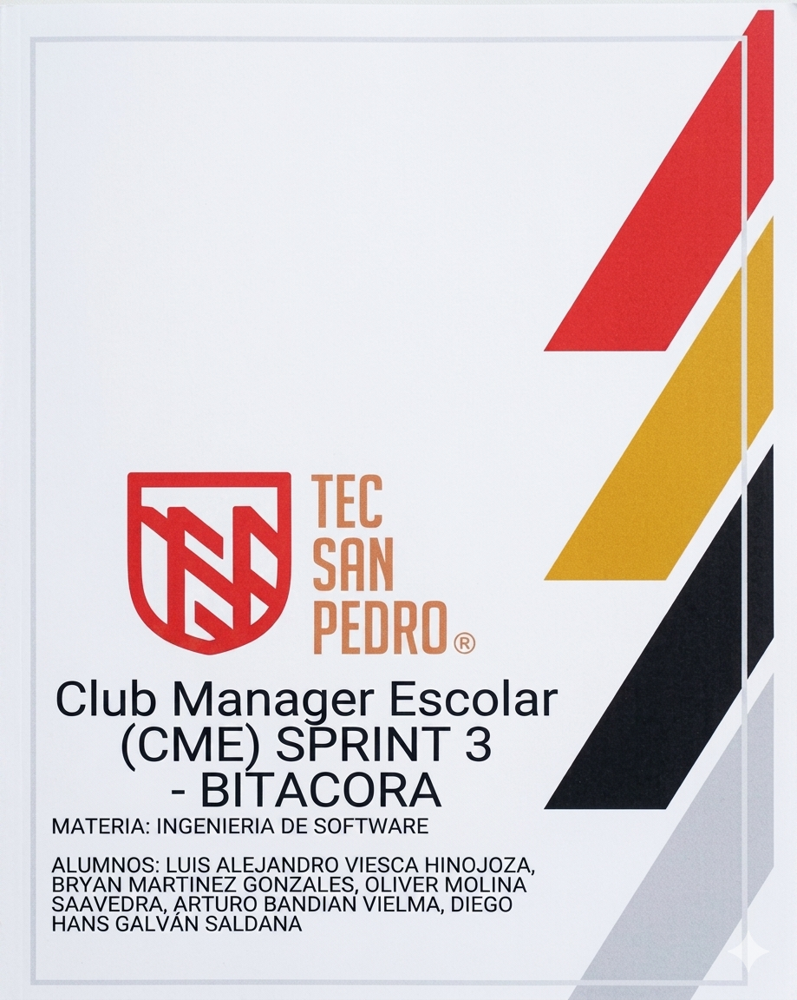 TEC
SAN
PEDRO®
Club Manager Escolar
(CME) SPRINT 3
- BITACORA
MATERIA: INGENIERIA DE SOFTWARE
ALUMNOS: LUIS ALEJANDRO VIESCA HINOJOZA,
BRYAN MARTINEZ GONZALES, OLIVER MOLINA
SAAVEDRA, ARTURO BANDIAN VIELMA, DIEGO
HANS GALVÁN SALDANA